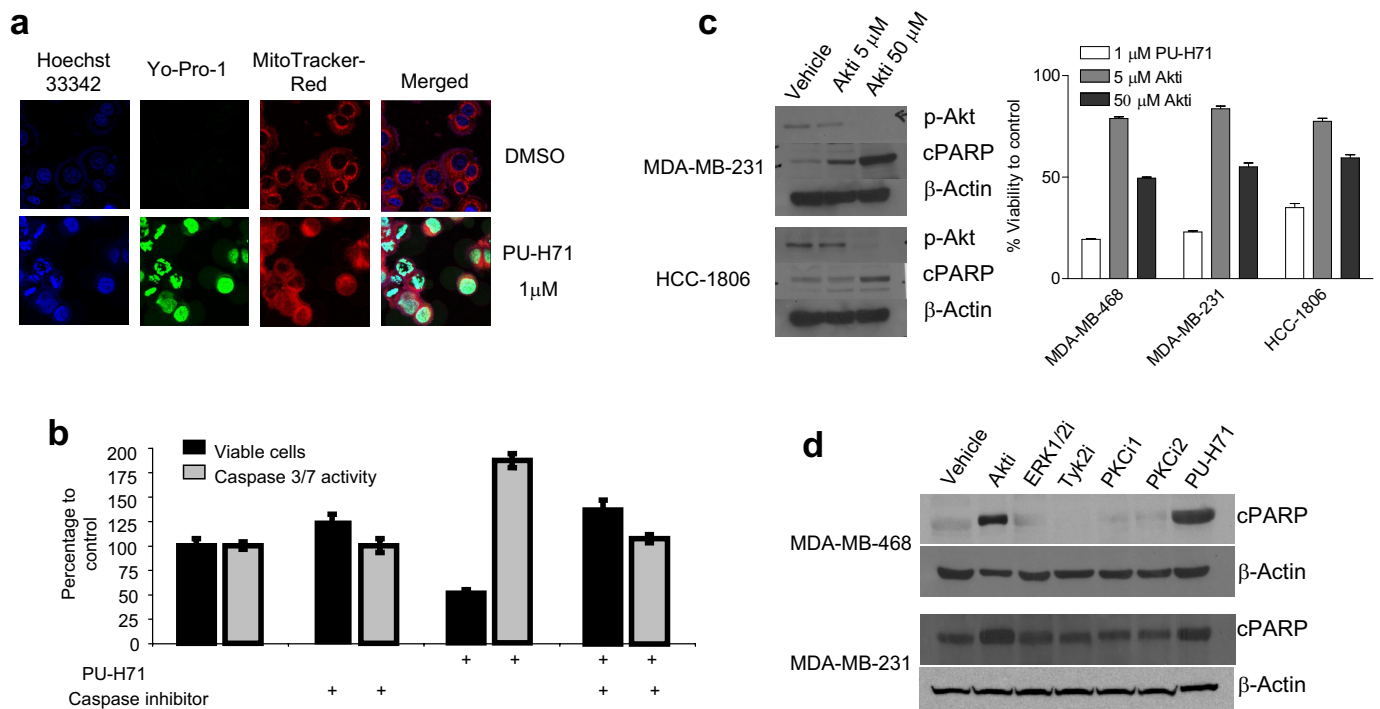 a
Hoechst
33342
Yo-Pro-1
MitoTracker-
Red
Merged
DMSO
PU-H71
1μM
b
Viable cells
Caspase 3/7 activity
Percentage to
control
200
175
150
125
100
75
50
25
0
PU-H71
+ + + +
Caspase inhibitor
+ + + +
c
Vehicle
Akti 5 μM
Akti 50 μM
MDA-MB-231
p-Akt
cPARP
β-Actin
HCC-1806
p-Akt
cPARP
β-Actin
1 μM PU-H71
5 μM Akti
50 μM Akti
% Viability to control
100
50
0
MDA-MB-468
MDA-MB-231
HCC-1806
d
Vehicle
Akti
ERK1/2i
Tyk2i
PKCi1
PKCi2
PU-H71
MDA-MB-468
cPARP
β-Actin
MDA-MB-231
cPARP
β-Actin